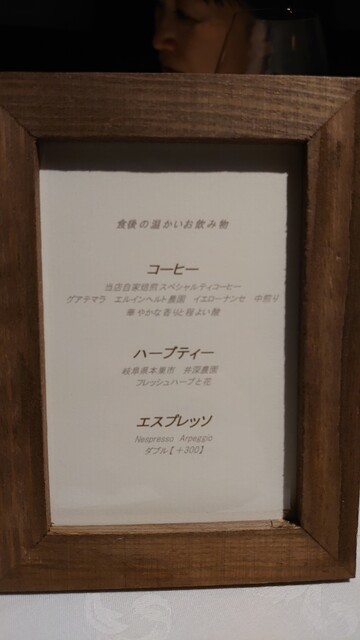 食後の温かいお飲み物
コーヒー
当店自家焙煎スペシャルティコーヒー
グアテマラ エルインヘルト農園 イエローナンセ 中煎り
華やかな香りと程よい酸
ハーブティー
岐阜県本巣市 井深農園
フレッシュハーブと花
エスプレッソ
Nespresso Arpeggio
ダブル【+300】